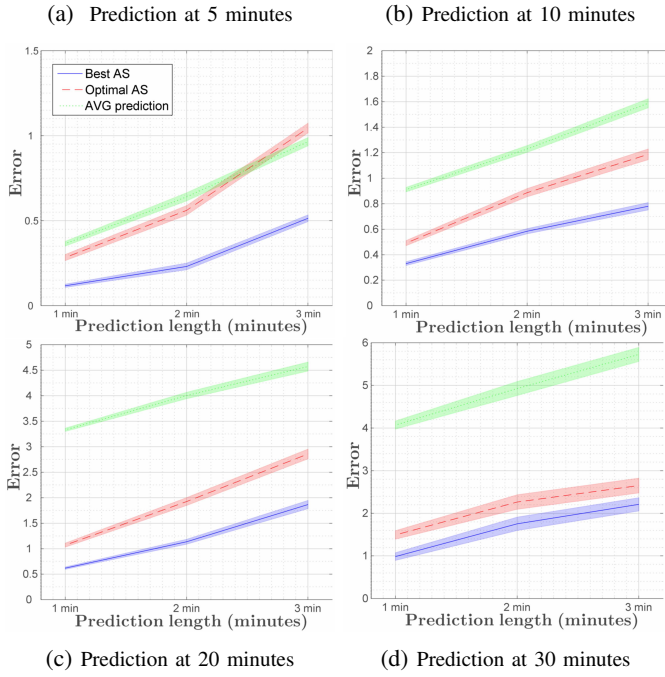 (a) Prediction at 5 minutes
(b) Prediction at 10 minutes
1.5
1
0.5
0
Error
Best AS
Optimal AS
AVG prediction
1 min
2 min
3 min
Prediction length (minutes)
2
1.8
1.6
1.4
1.2
1
0.8
0.6
0.4
0.2
0
Error
1 min
2 min
3 min
Prediction length (minutes)
5
4.5
4
3.5
3
2.5
2
1.5
1
0.5
0
Error
1 min
2 min
3 min
Prediction length (minutes)
6
5
4
3
2
1
0
Error
1 min
2 min
3 min
Prediction length (minutes)
(c) Prediction at 20 minutes
(d) Prediction at 30 minutes